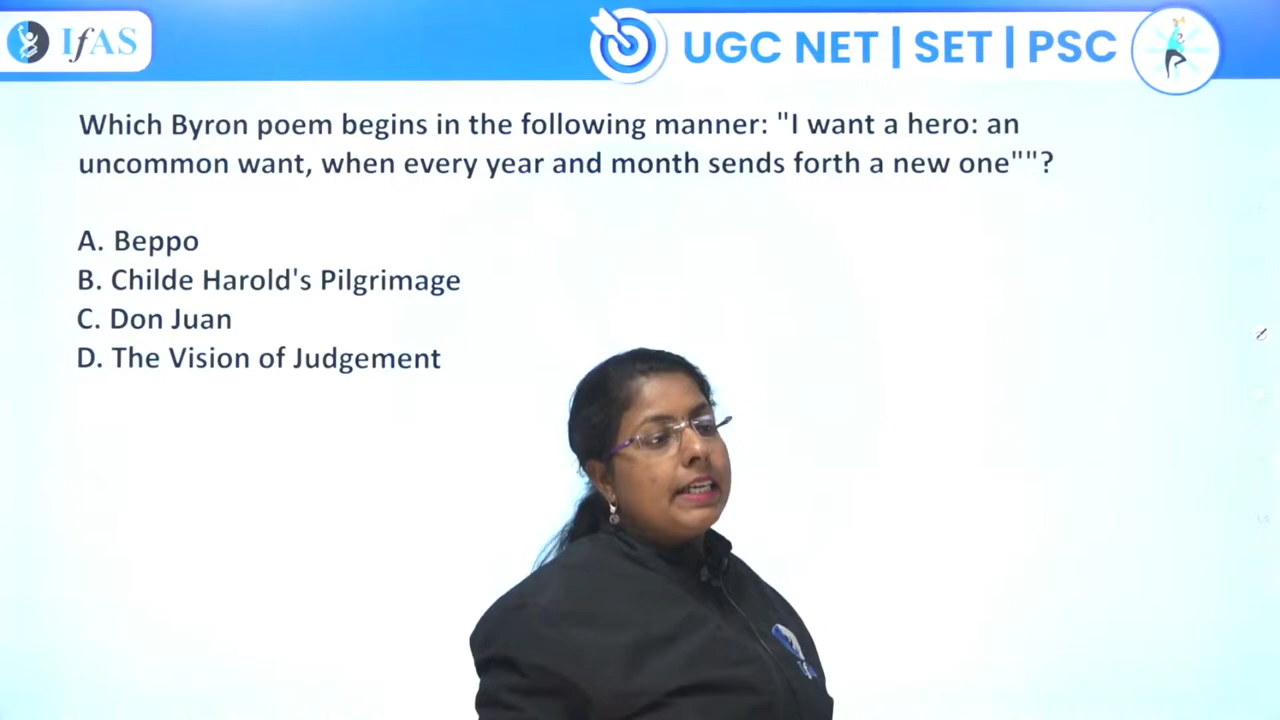 IfAS
UGC NET | SET | PSC
Which Byron poem begins in the following manner: "I want a hero: an
uncommon want, when every year and month sends forth a new one""?
A. Beppo
B. Childe Harold's Pilgrimage
C. Don Juan
D. The Vision of Judgement